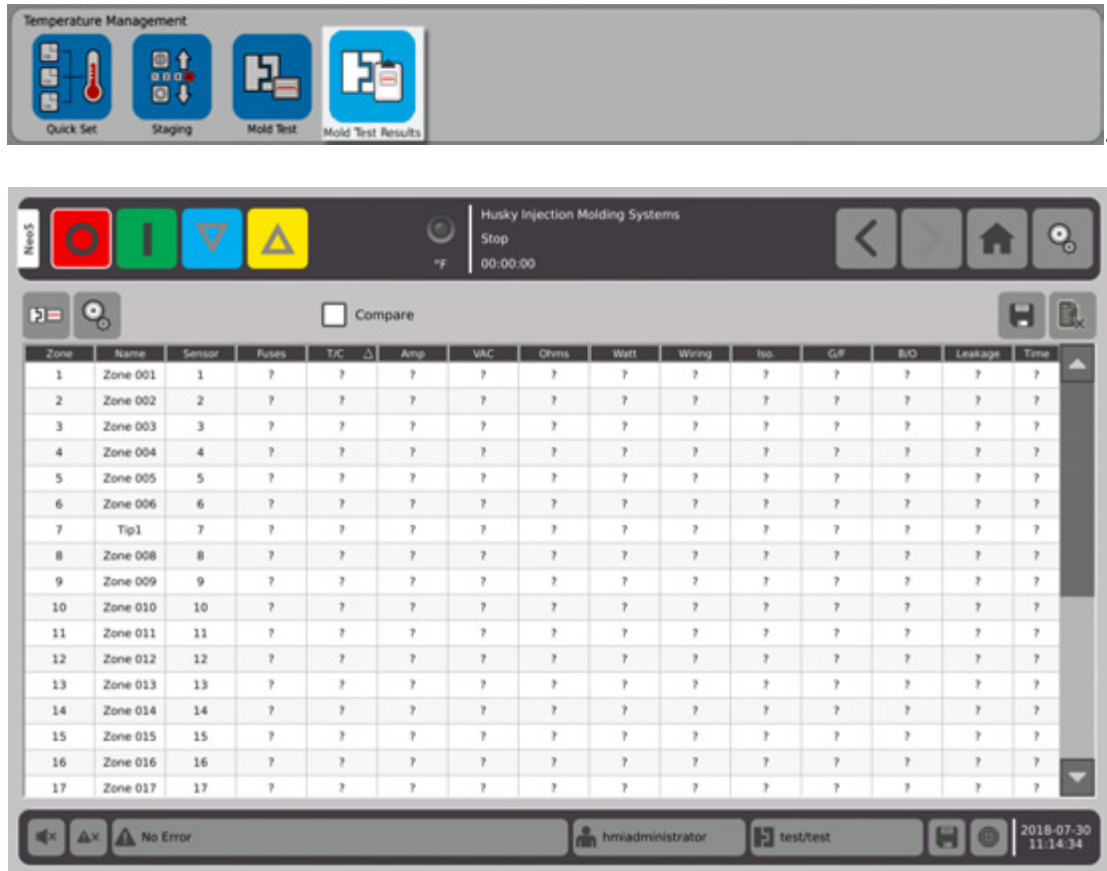 Temperature Management
Quick Set Staging Mold Test Mold Test Results
Neo5
Husky Injection Molding Systems
Stop
°F 00:00:00
Compare
Zone Name Sensor Fuses T/C Δ Amp VAC Ohms Watt Wiring Iso. G/F B/O Leakage Time
1 Zone 001 1 ? ? ? ? ? ? ? ? ? ? ? ?
2 Zone 002 2 ? ? ? ? ? ? ? ? ? ? ? ?
3 Zone 003 3 ? ? ? ? ? ? ? ? ? ? ? ?
4 Zone 004 4 ? ? ? ? ? ? ? ? ? ? ? ?
5 Zone 005 5 ? ? ? ? ? ? ? ? ? ? ? ?
6 Zone 006 6 ? ? ? ? ? ? ? ? ? ? ? ?
7 Tip1 7 ? ? ? ? ? ? ? ? ? ? ? ?
8 Zone 008 8 ? ? ? ? ? ? ? ? ? ? ? ?
9 Zone 009 9 ? ? ? ? ? ? ? ? ? ? ? ?
10 Zone 010 10 ? ? ? ? ? ? ? ? ? ? ? ?
11 Zone 011 11 ? ? ? ? ? ? ? ? ? ? ? ?
12 Zone 012 12 ? ? ? ? ? ? ? ? ? ? ? ?
13 Zone 013 13 ? ? ? ? ? ? ? ? ? ? ? ?
14 Zone 014 14 ? ? ? ? ? ? ? ? ? ? ? ?
15 Zone 015 15 ? ? ? ? ? ? ? ? ? ? ? ?
16 Zone 016 16 ? ? ? ? ? ? ? ? ? ? ? ?
17 Zone 017 17 ? ? ? ? ? ? ? ? ? ? ? ?
No Error hmiadministrator test/test 2018-07-30
11:14:34